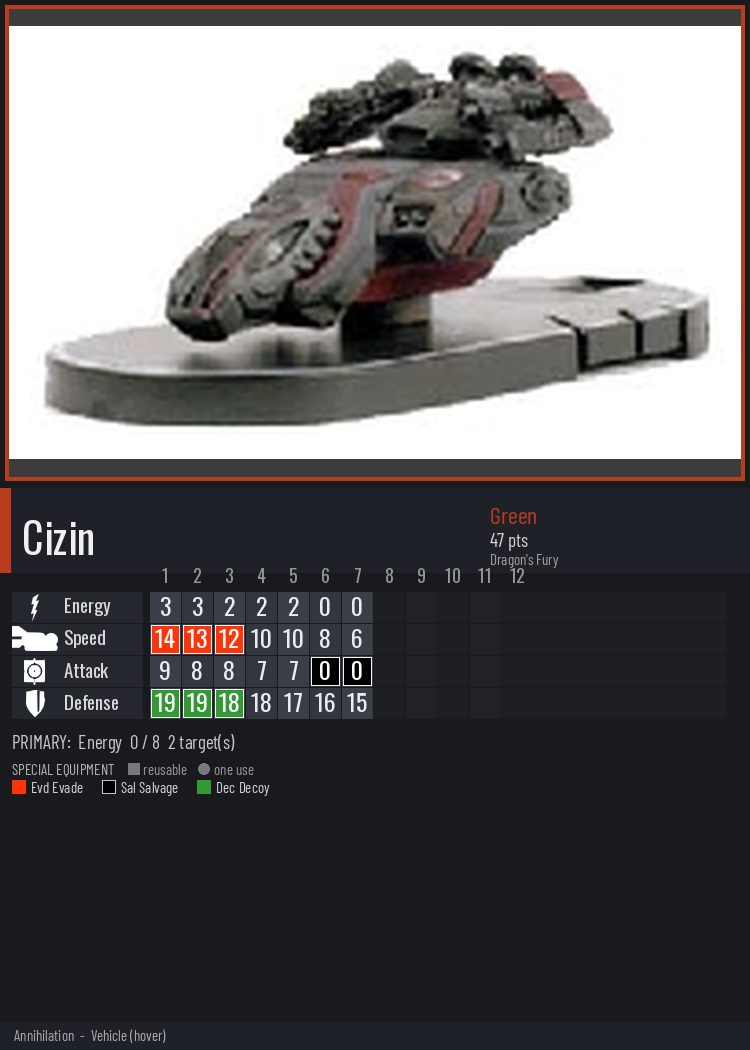 Cizin
Green
47 pts
Dragon's Fury
1 2 3 4 5 6 7 8 9 10 11 12
Energy 3 3 2 2 2 0 0
Speed 14 13 12 10 10 8 6
Attack 9 8 8 7 7 0 0
Defense 19 19 18 18 17 16 15
PRIMARY: Energy 0 / 8 2 target(s)
SPECIAL EQUIPMENT reusable one use
Evd Evade Sal Salvage Dec Decoy
Annihilation - Vehicle (hover)